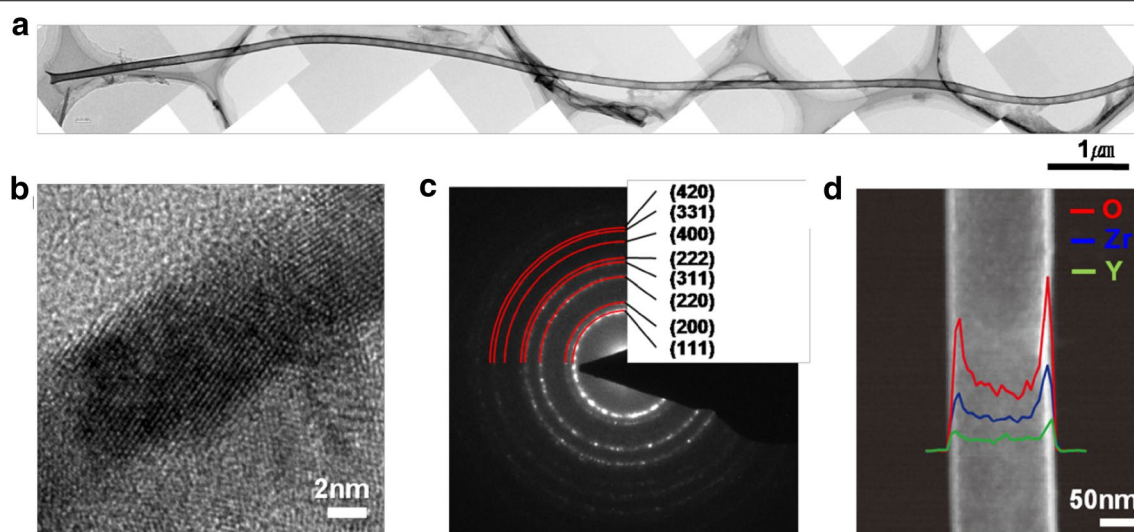 a
1㎛
b
2nm
c
(420)
(331)
(400)
(222)
(311)
(220)
(200)
(111)
d
O
Zr
Y
50nm